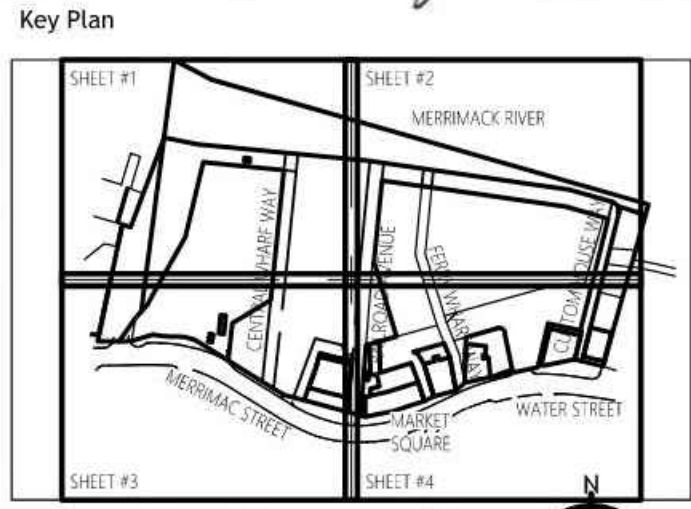 Key Plan
SHEET #1
SHEET #2
MERRIMACK RIVER
CENTRAL WHARF WAY
FERRY WHARF WAY
CUSTOM HOUSE WAY
AVENUE
MERRIMAC STREET
MARKET
SQUARE
WATER STREET
SHEET #3
SHEET #4
N